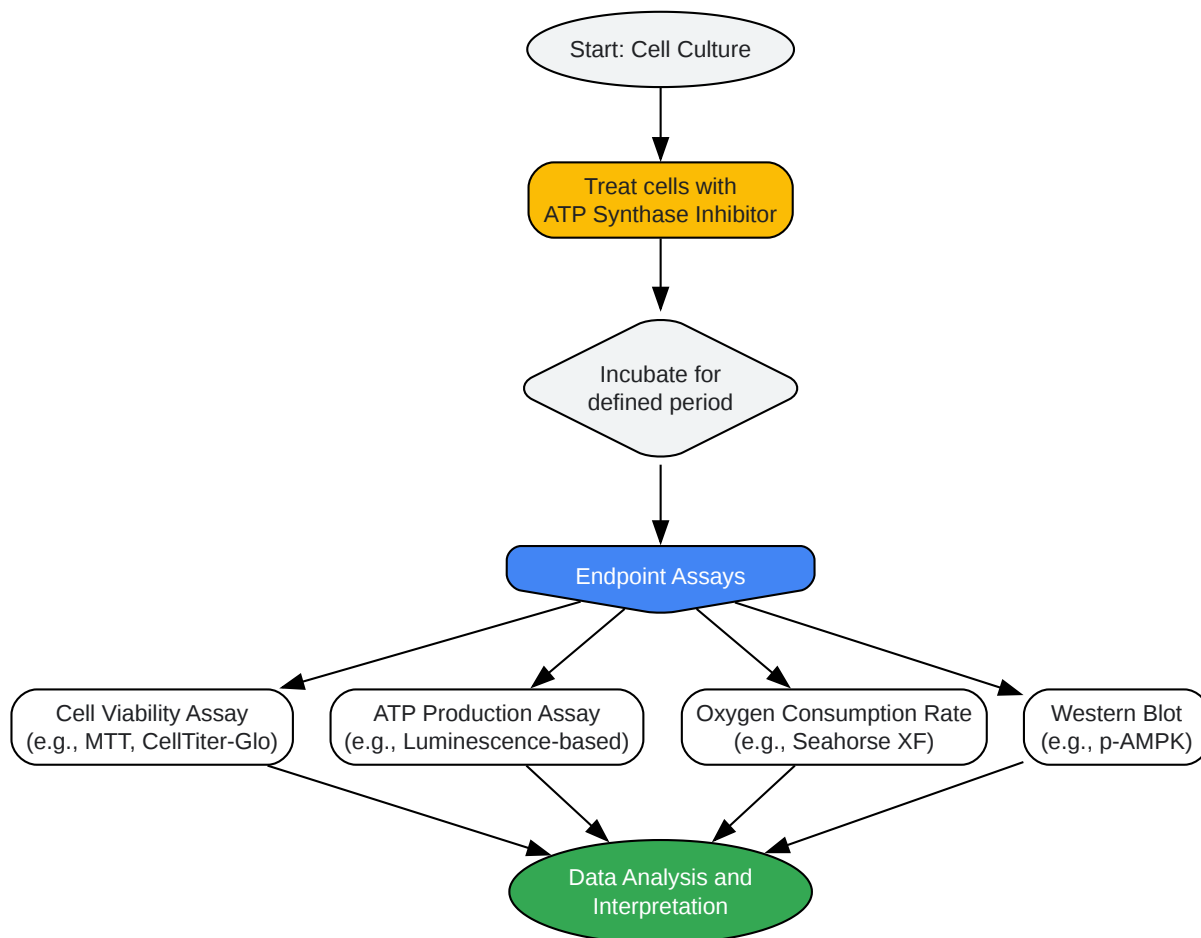 Start: Cell Culture
Treat cells with
ATP Synthase Inhibitor
Incubate for
defined period
Endpoint Assays
Cell Viability Assay
(e.g., MTT, CellTiter-Glo)
ATP Production Assay
(e.g., Luminescence-based)
Oxygen Consumption Rate
(e.g., Seahorse XF)
Western Blot
(e.g., p-AMPK)
Data Analysis and
Interpretation